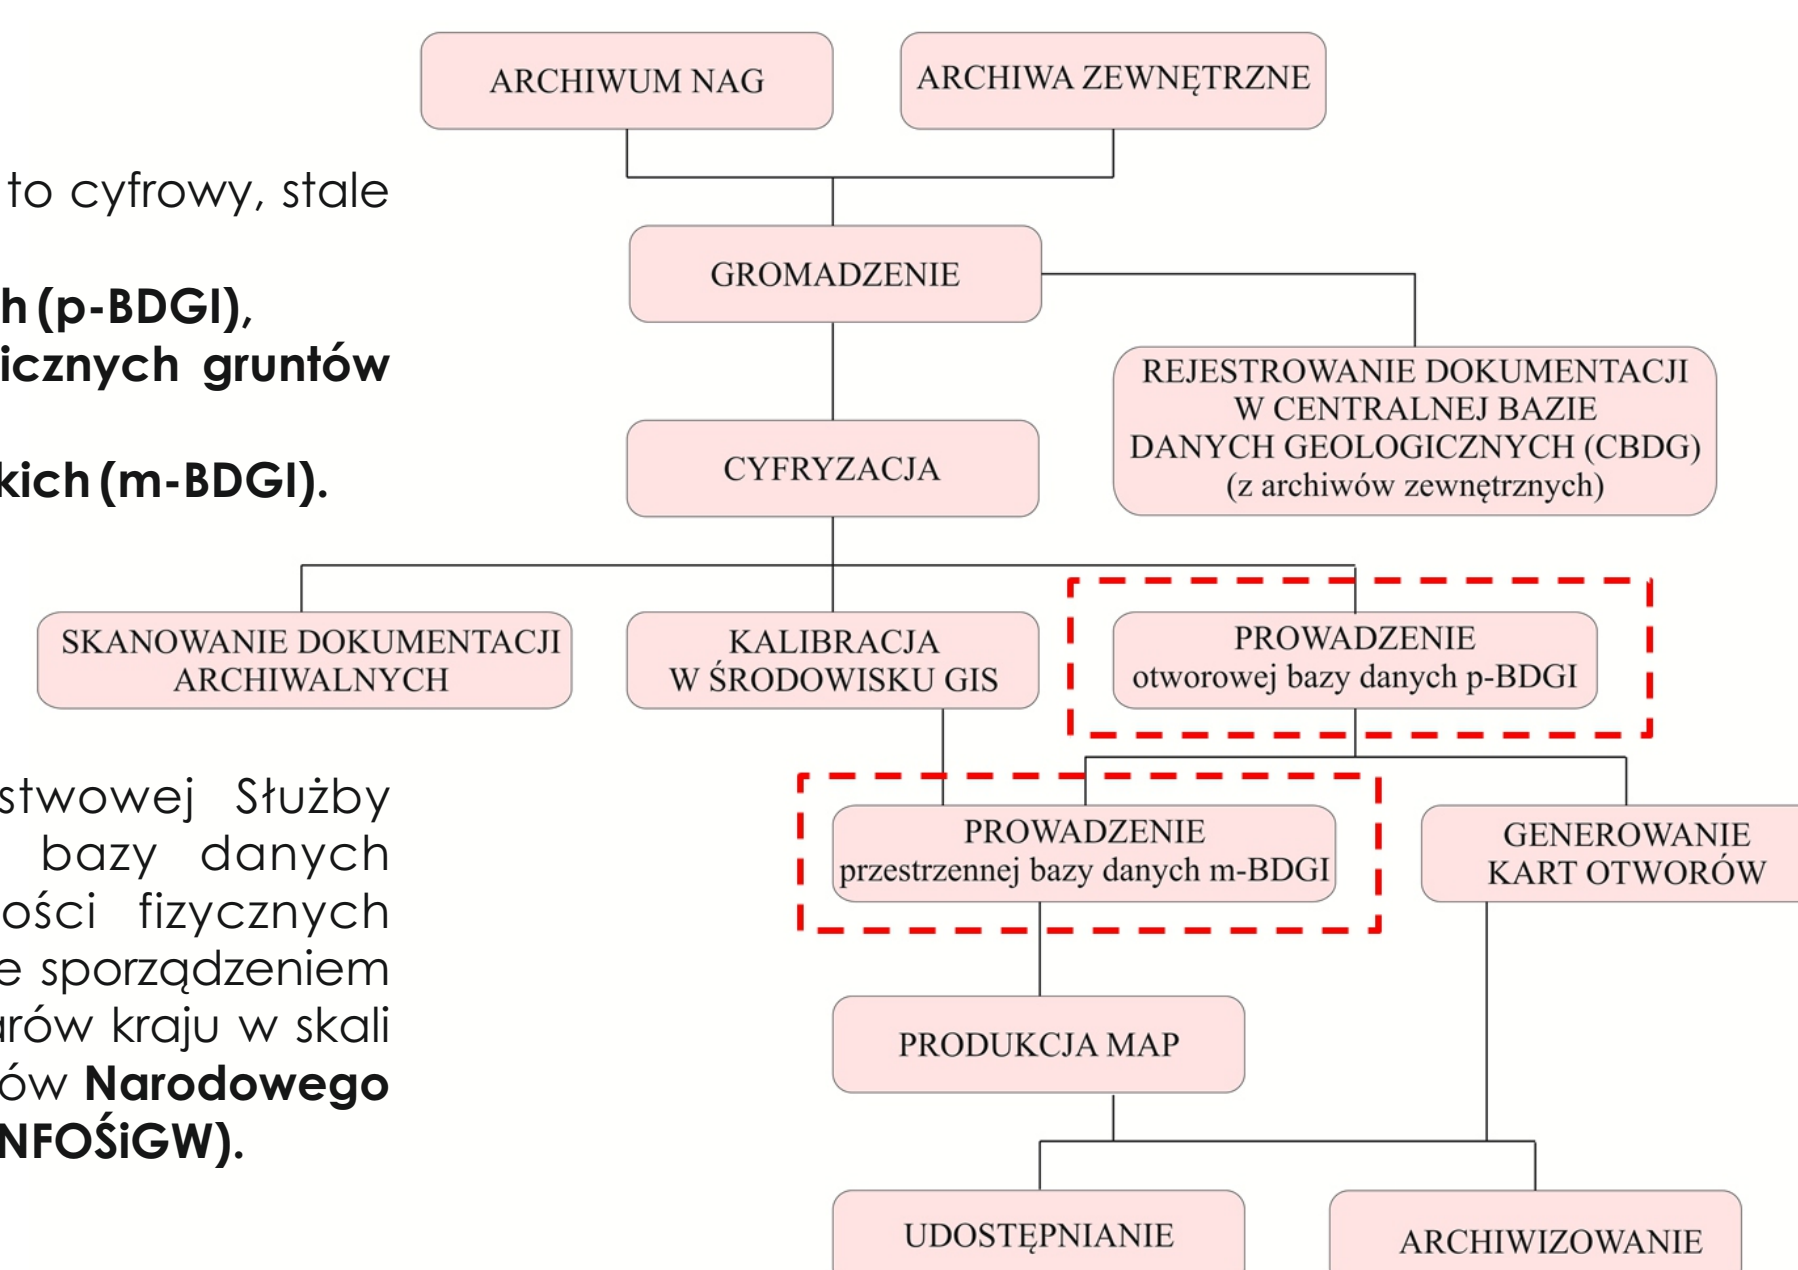 to cyfrowy, stale
h (p-BDGI),
icznych gruntów
kich (m-BDGI).
stwowej Służby
bazy danych
ości fizycznych
e sporządzeniem
arów kraju w skali
ów Narodowego
NFOŚiGW).
ARCHIWUM NAG
ARCHIWA ZEWNĘTRZNE
GROMADZENIE
REJESTROWANIE DOKUMENTACJI
W CENTRALNEJ BAZIE
DANYCH GEOLOGICZNYCH (CBDG)
(z archiwów zewnętrznych)
CYFRYZACJA
SKANOWANIE DOKUMENTACJI
ARCHIWALNYCH
KALIBRACJA
W ŚRODOWISKU GIS
PROWADZENIE
otworowej bazy danych p-BDGI
PROWADZENIE
przestrzennej bazy danych m-BDGI
GENEROWANIE
KART OTWORÓW
PRODUKCJA MAP
UDOSTĘPNIANIE
ARCHIWIZOWANIE